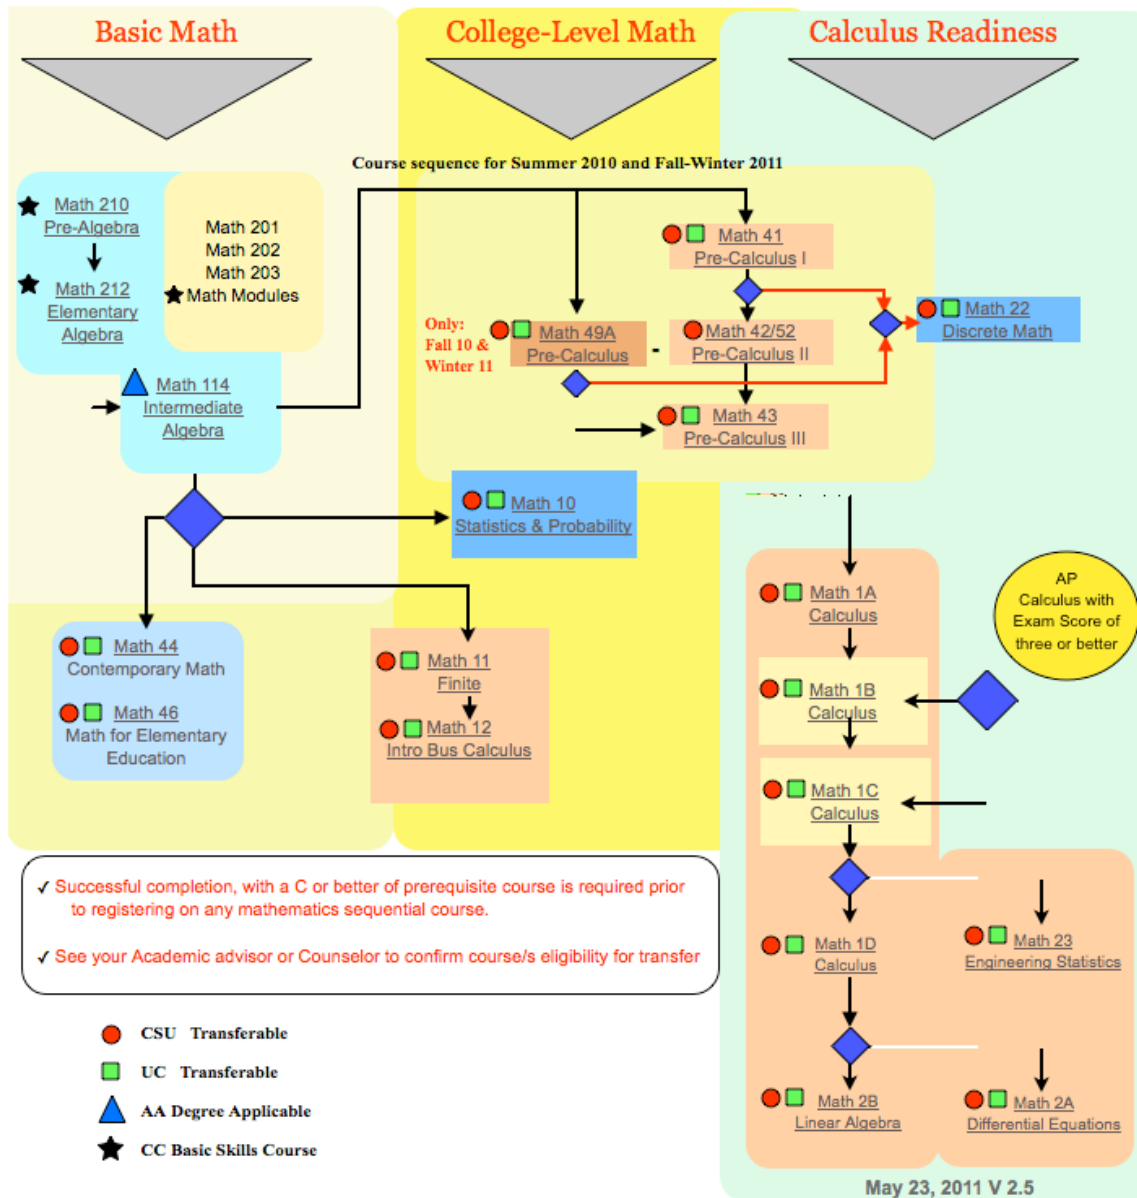 Basic Math
College-Level Math
Calculus Readiness
Course sequence for Summer 2010 and Fall-Winter 2011
Math 210
Pre-Algebra
Math 212
Elementary
Algebra
Math 201
Math 202
Math 203
Math Modules
Math 114
Intermediate
Algebra
Math 41
Pre-Calculus I
Only:
Fall 10 &
Winter 11
Math 49A
Pre-Calculus
-
Math 42/52
Pre-Calculus II
Math 22
Discrete Math
Math 43
Pre-Calculus III
Math 10
Statistics & Probability
Math 44
Contemporary Math
Math 46
Math for Elementary
Education
Math 11
Finite
Math 12
Intro Bus Calculus
Math 1A
Calculus
AP
Calculus with
Exam Score of
three or better
Math 1B
Calculus
Math 1C
Calculus
Math 1D
Calculus
Math 23
Engineering Statistics
Math 2B
Linear Algebra
Math 2A
Differential Equations
✓ Successful completion, with a C or better of prerequisite course is required prior
to registering on any mathematics sequential course.
✓ See your Academic advisor or Counselor to confirm course/s eligibility for transfer
CSU Transferable
UC Transferable
AA Degree Applicable
CC Basic Skills Course
May 23, 2011 V 2.5